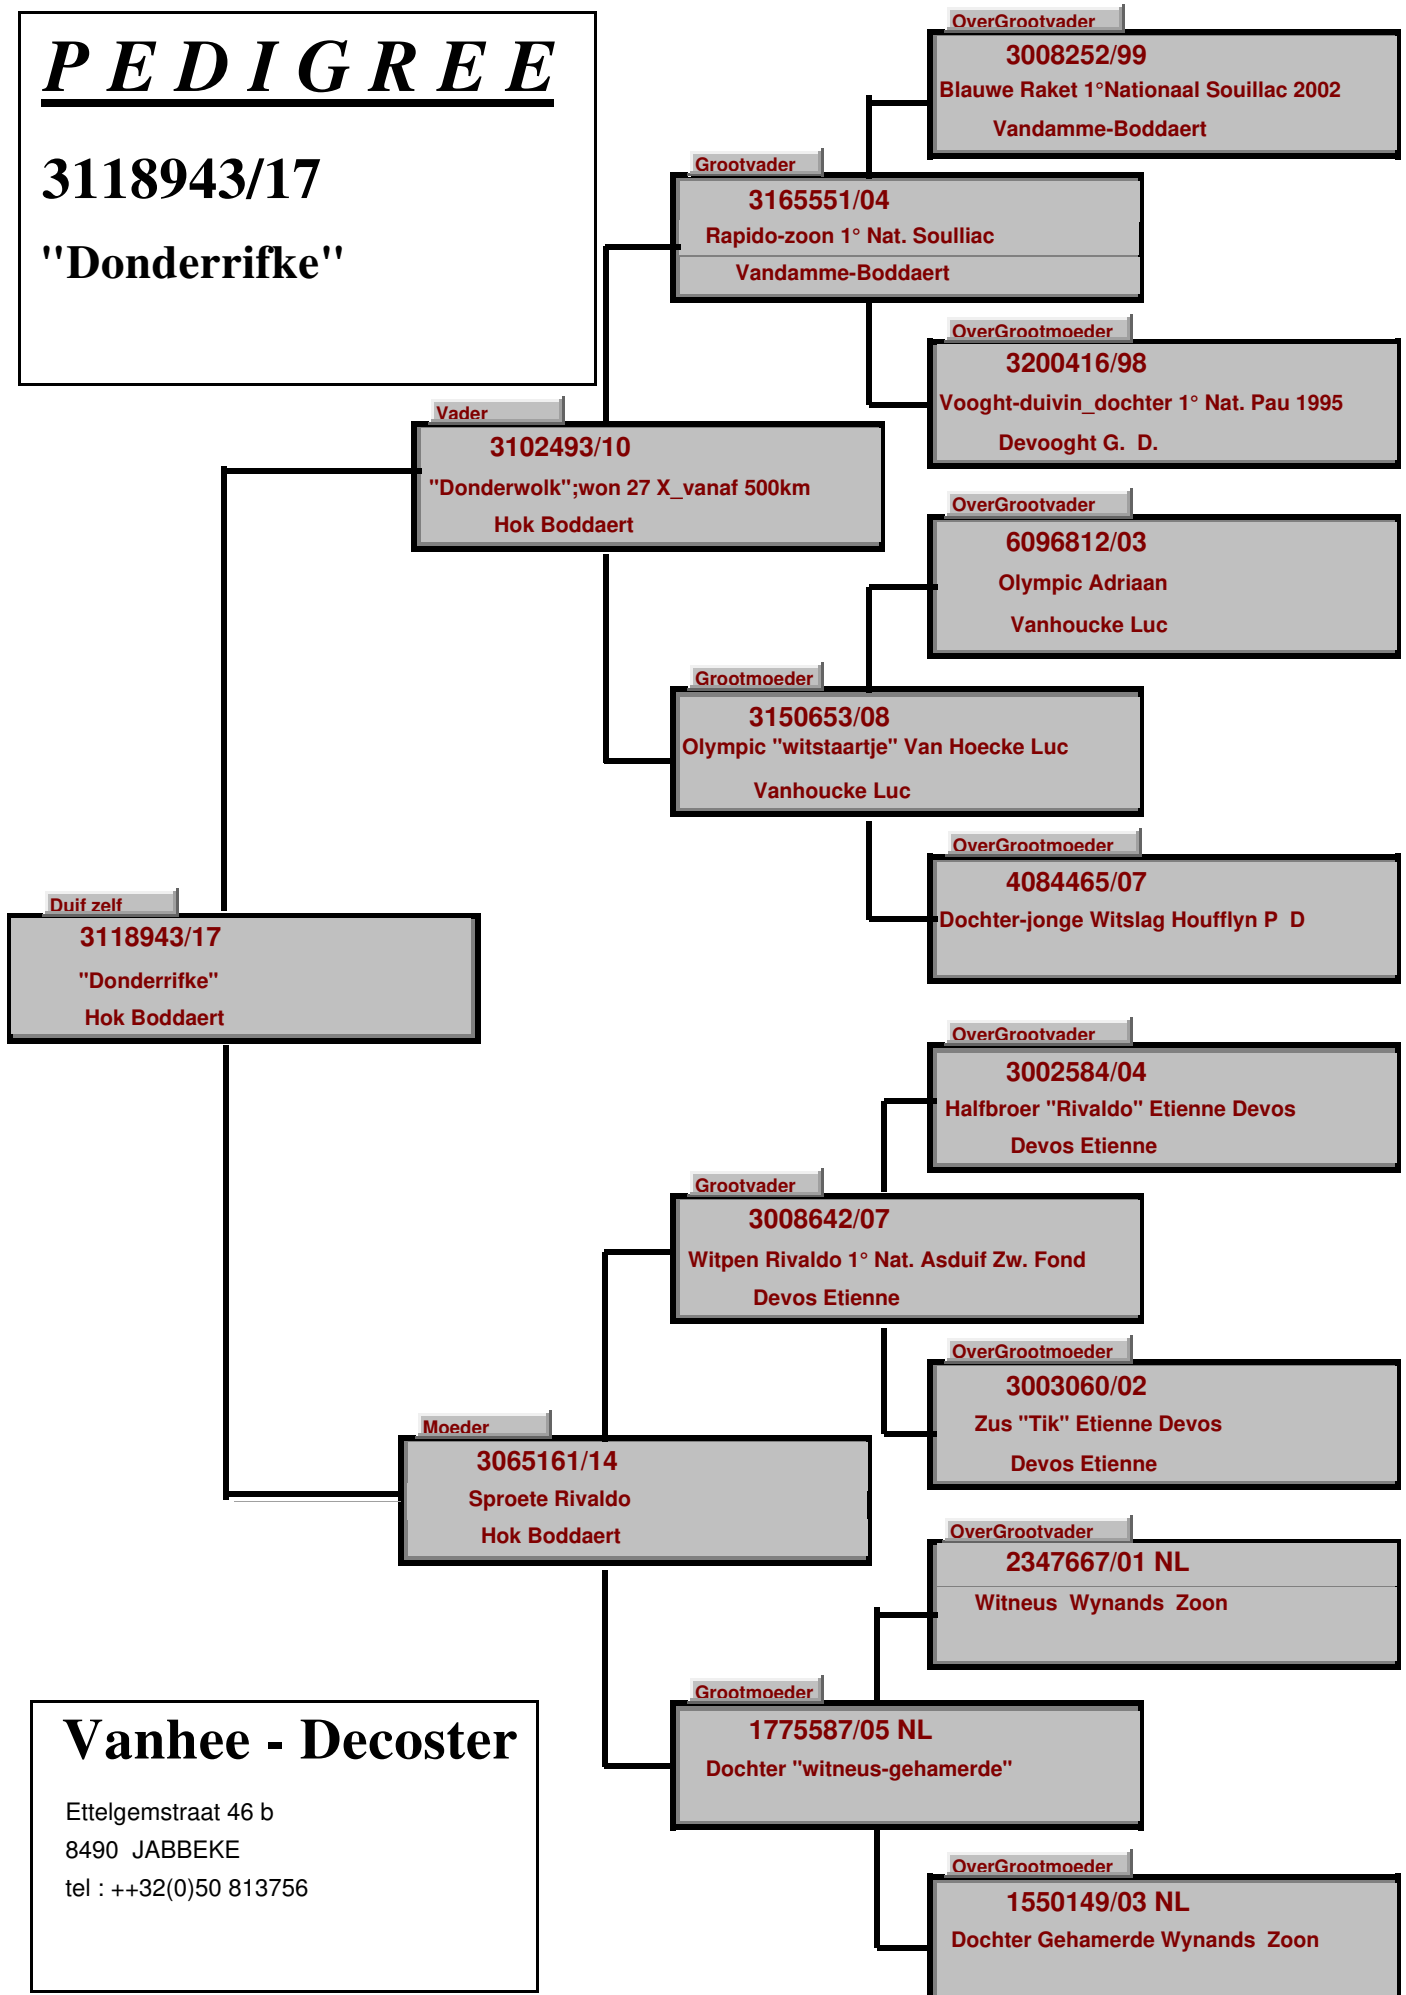 P E D I G R E E
3118943/17
"Donderrifke"
OverGrootvader
3008252/99
Blauwe Raket 1°Nationaal Souillac 2002
Vandamme-Boddaert
Grootvader
3165551/04
Rapido-zoon 1° Nat. Soulliac
Vandamme-Boddaert
OverGrootmoeder
3200416/98
Vooght-duivin_dochter 1° Nat. Pau 1995
Devooght G. D.
Vader
3102493/10
"Donderwolk";won 27 X_vanaf 500km
Hok Boddaert
OverGrootvader
6096812/03
Olympic Adriaan
Vanhoucke Luc
Grootmoeder
3150653/08
Olympic "witstaartje" Van Hoecke Luc
Vanhoucke Luc
OverGrootmoeder
4084465/07
Dochter-jonge Witslag Houfflyn P D
Duif zelf
3118943/17
"Donderrifke"
Hok Boddaert
OverGrootvader
3002584/04
Halfbroer "Rivaldo" Etienne Devos
Devos Etienne
Grootvader
3008642/07
Witpen Rivaldo 1° Nat. Asduif Zw. Fond
Devos Etienne
OverGrootmoeder
3003060/02
Zus "Tik" Etienne Devos
Devos Etienne
Moeder
3065161/14
Sproete Rivaldo
Hok Boddaert
OverGrootvader
2347667/01 NL
Witneus Wynands Zoon
Grootmoeder
1775587/05 NL
Dochter "witneus-gehamerde"
OverGrootmoeder
1550149/03 NL
Dochter Gehamerde Wynands Zoon
Vanhee - Decoster
Ettelgemstraat 46 b
8490 JABBEKE
tel : ++32(0)50 813756